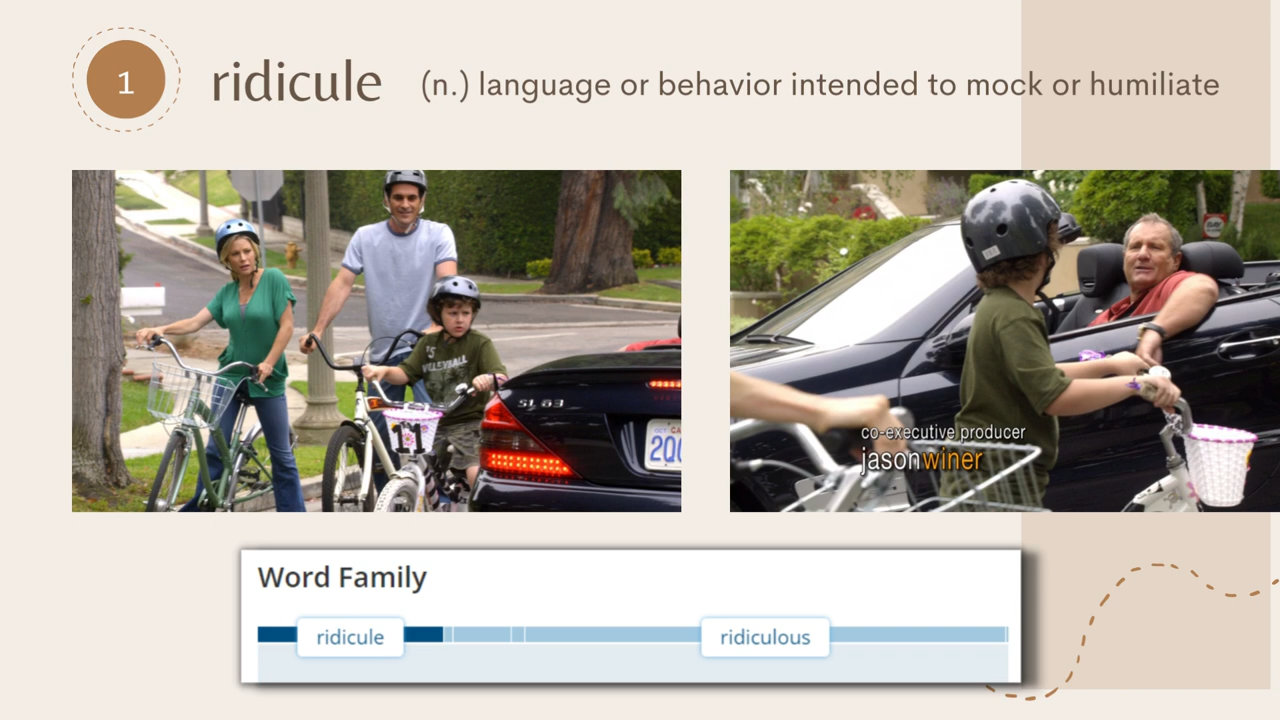 1
ridicule
(n.) language or behavior intended to mock or humiliate
VOLLEYBALL
11
SL 63
co-executive producer
jasonwiner
Word Family
ridicule
ridiculous